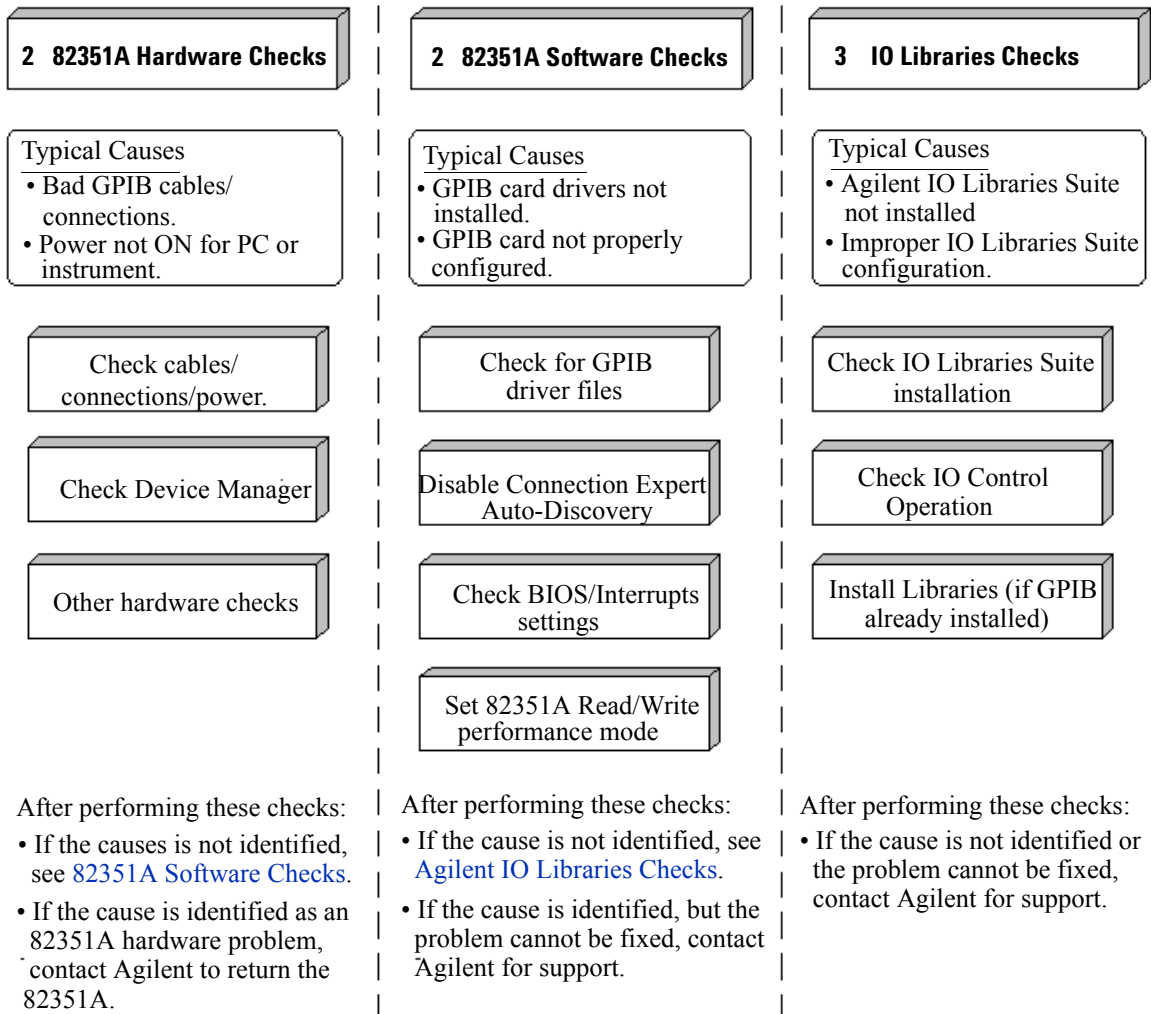 2 82351A Hardware Checks
Typical Causes
• Bad GPIB cables/
connections.
• Power not ON for PC or
instrument.
Check cables/
connections/power.
Check Device Manager
Other hardware checks
After performing these checks:
• If the causes is not identified,
see 82351A Software Checks.
• If the cause is identified as an
82351A hardware problem,
contact Agilent to return the
82351A.
2 82351A Software Checks
Typical Causes
• GPIB card drivers not
installed.
• GPIB card not properly
configured.
Check for GPIB
driver files
Disable Connection Expert
Auto-Discovery
Check BIOS/Interrupts
settings
Set 82351A Read/Write
performance mode
After performing these checks:
• If the cause is not identified, see
Agilent IO Libraries Checks.
• If the cause is identified, but the
problem cannot be fixed, contact
Agilent for support.
3 IO Libraries Checks
Typical Causes
• Agilent IO Libraries Suite
not installed
• Improper IO Libraries Suite
configuration.
Check IO Libraries Suite
installation
Check IO Control
Operation
Install Libraries (if GPIB
already installed)
After performing these checks:
• If the cause is not identified or
the problem cannot be fixed,
contact Agilent for support.